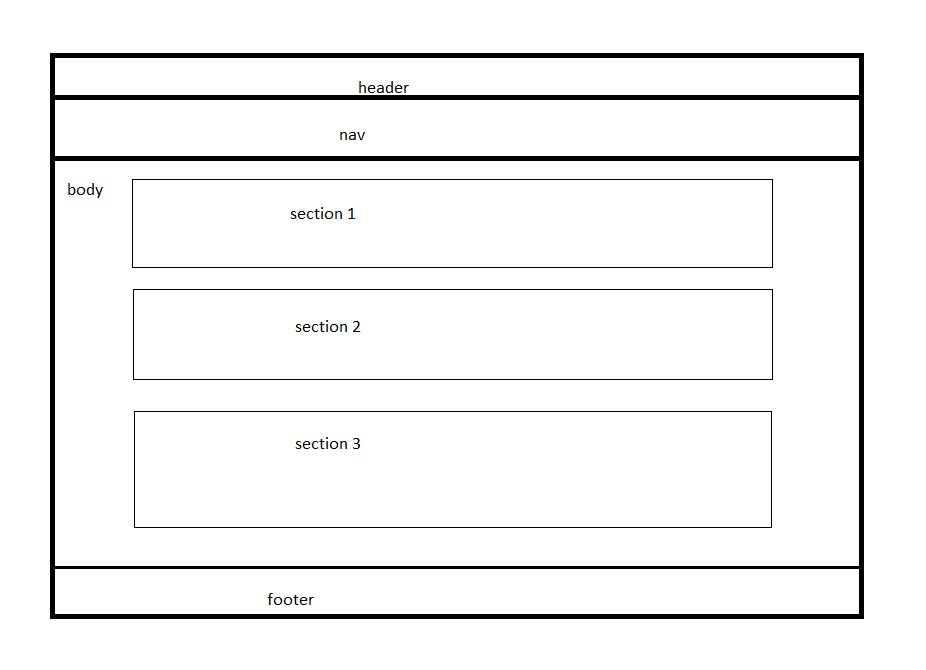 header
nav
body
section 1
section 2
section 3
footer